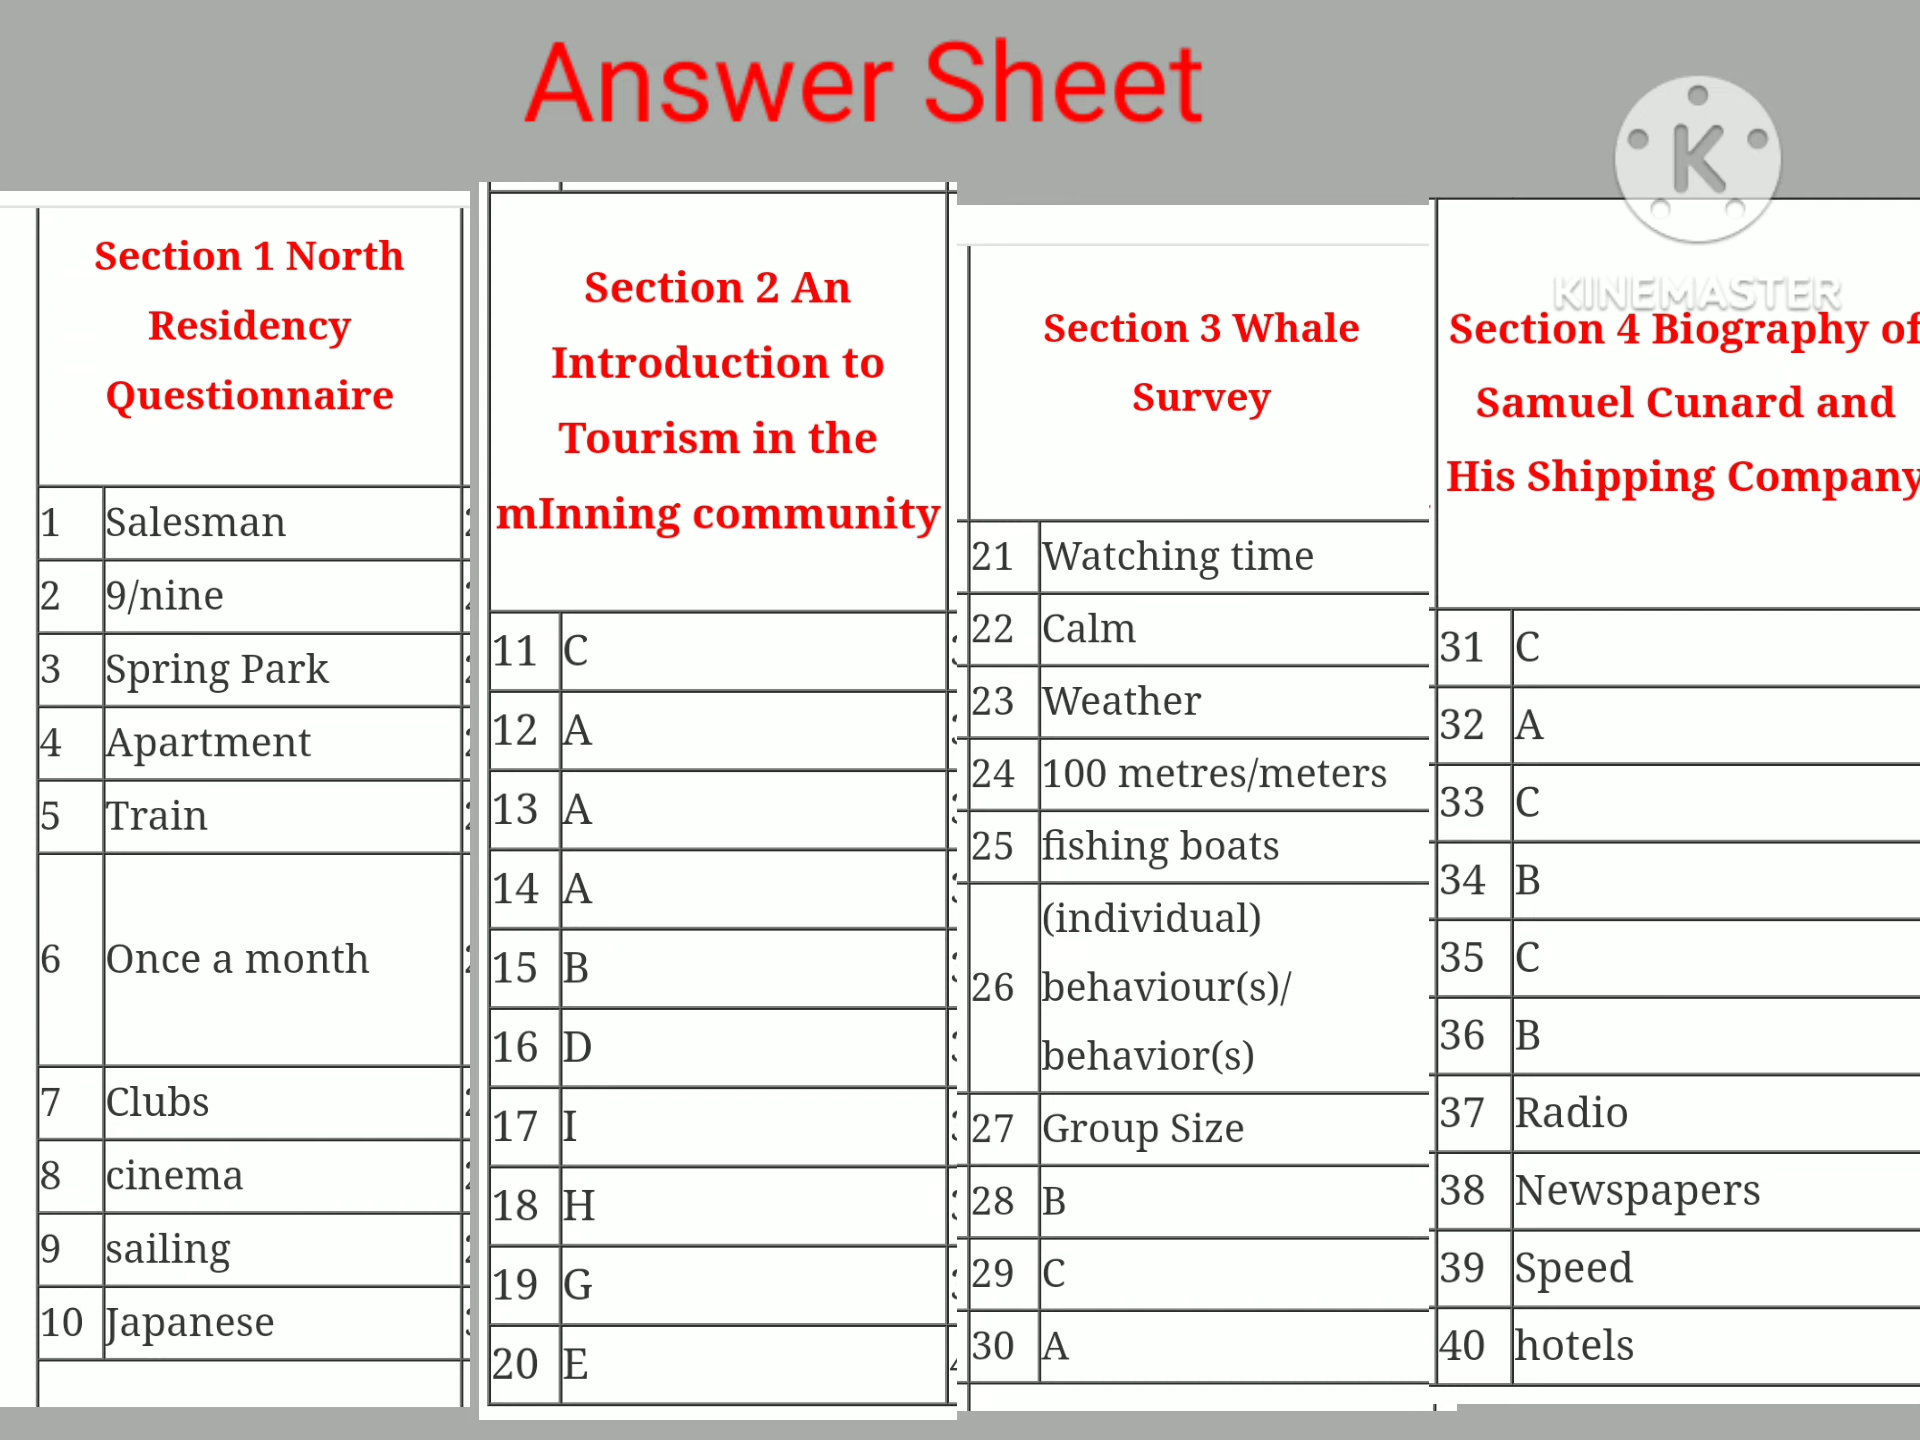 Answer Sheet
K
KINEMASTER
Section 1 North
Residency
Questionnaire
1 Salesman
2 9/nine
3 Spring Park
4 Apartment
5 Train
6 Once a month
7 Clubs
8 cinema
9 sailing
10 Japanese
Section 2 An
Introduction to
Tourism in the
mInning community
11 C
12 A
13 A
14 A
15 B
16 D
17 I
18 H
19 G
20 E
Section 3 Whale
Survey
21 Watching time
22 Calm
23 Weather
24 100 metres/meters
25 fishing boats
26 (individual)
behaviour(s)/
behavior(s)
27 Group Size
28 B
29 C
30 A
Section 4 Biography of
Samuel Cunard and
His Shipping Company
31 C
32 A
33 C
34 B
35 C
36 B
37 Radio
38 Newspapers
39 Speed
40 hotels